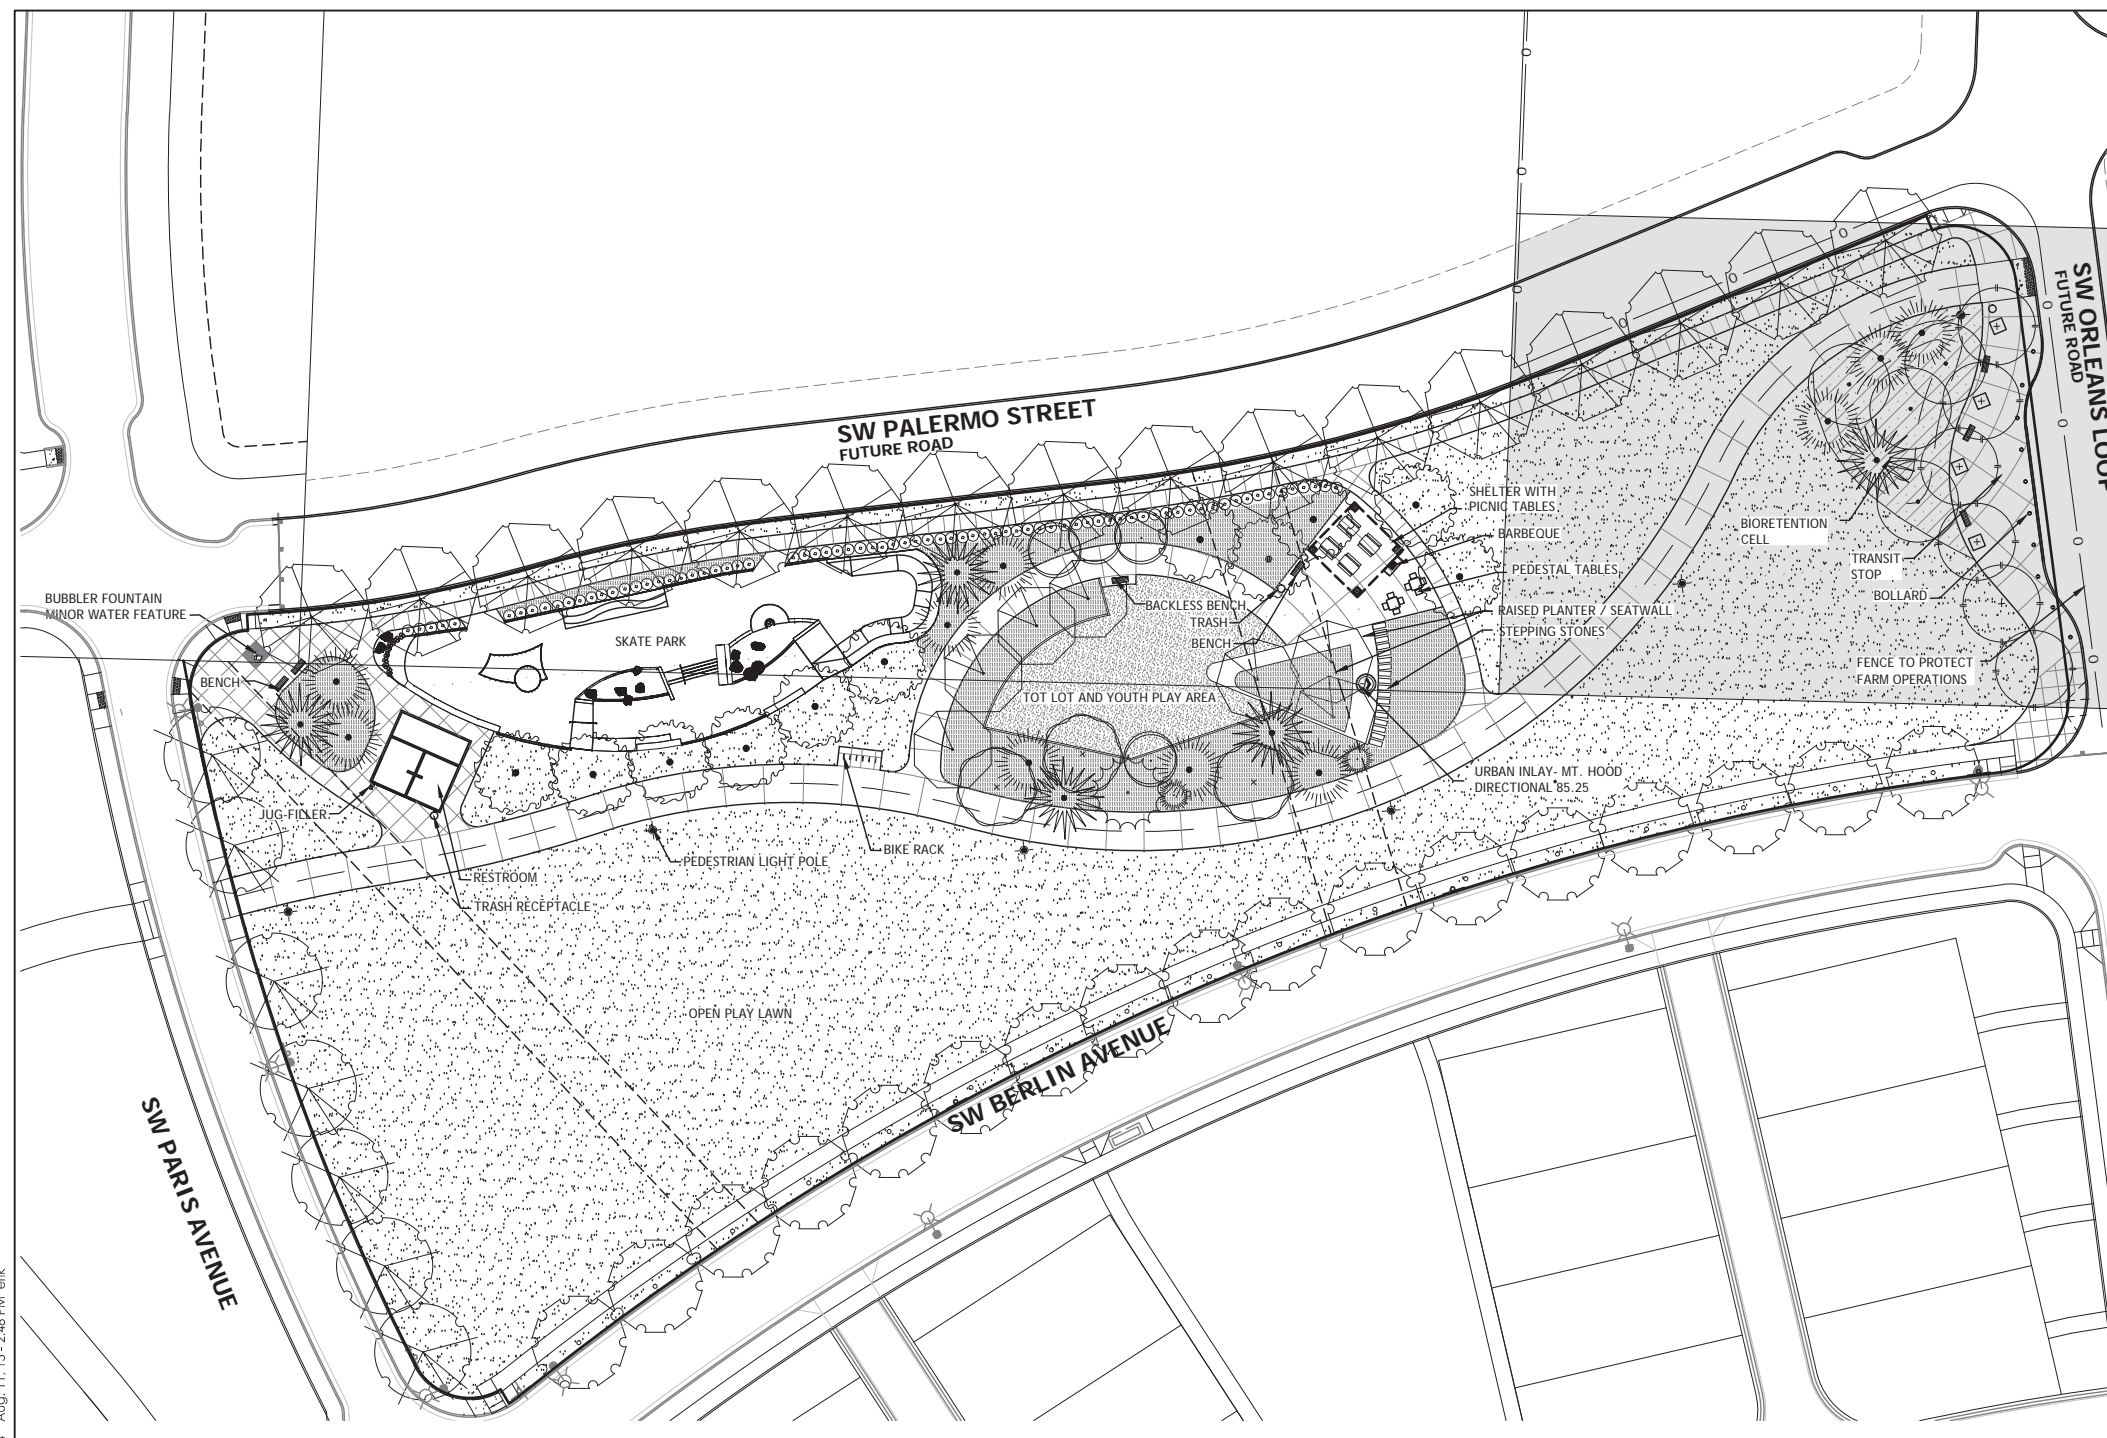 SW PALERMO STREET
FUTURE ROAD
SW ORLEANS LOOP
FUTURE ROAD
SHELTER WITH
PICNIC TABLES
BARBEQUE
PEDESTAL TABLES
RAISED PLANTER / SEATWALL
STEPPING STONES
BIORETENTION
CELL
TRANSIT
STOP
BOLLARD
FENCE TO PROTECT
FARM OPERATIONS
BUBBLER FOUNTAIN
MINOR WATER FEATURE
SKATE PARK
BACKLESS BENCH
TRASH
BENCH
BENCH
TOT LOT AND YOUTH PLAY AREA
URBAN INLAY- MT. HOOD
DIRECTIONAL 85.25
JUG-FILLER
PEDESTRIAN LIGHT POLE
BIKE RACK
RESTROOM
TRASH RECEPTACLE
OPEN PLAY LAWN
SW BERLIN AVENUE
SW PARIS AVENUE